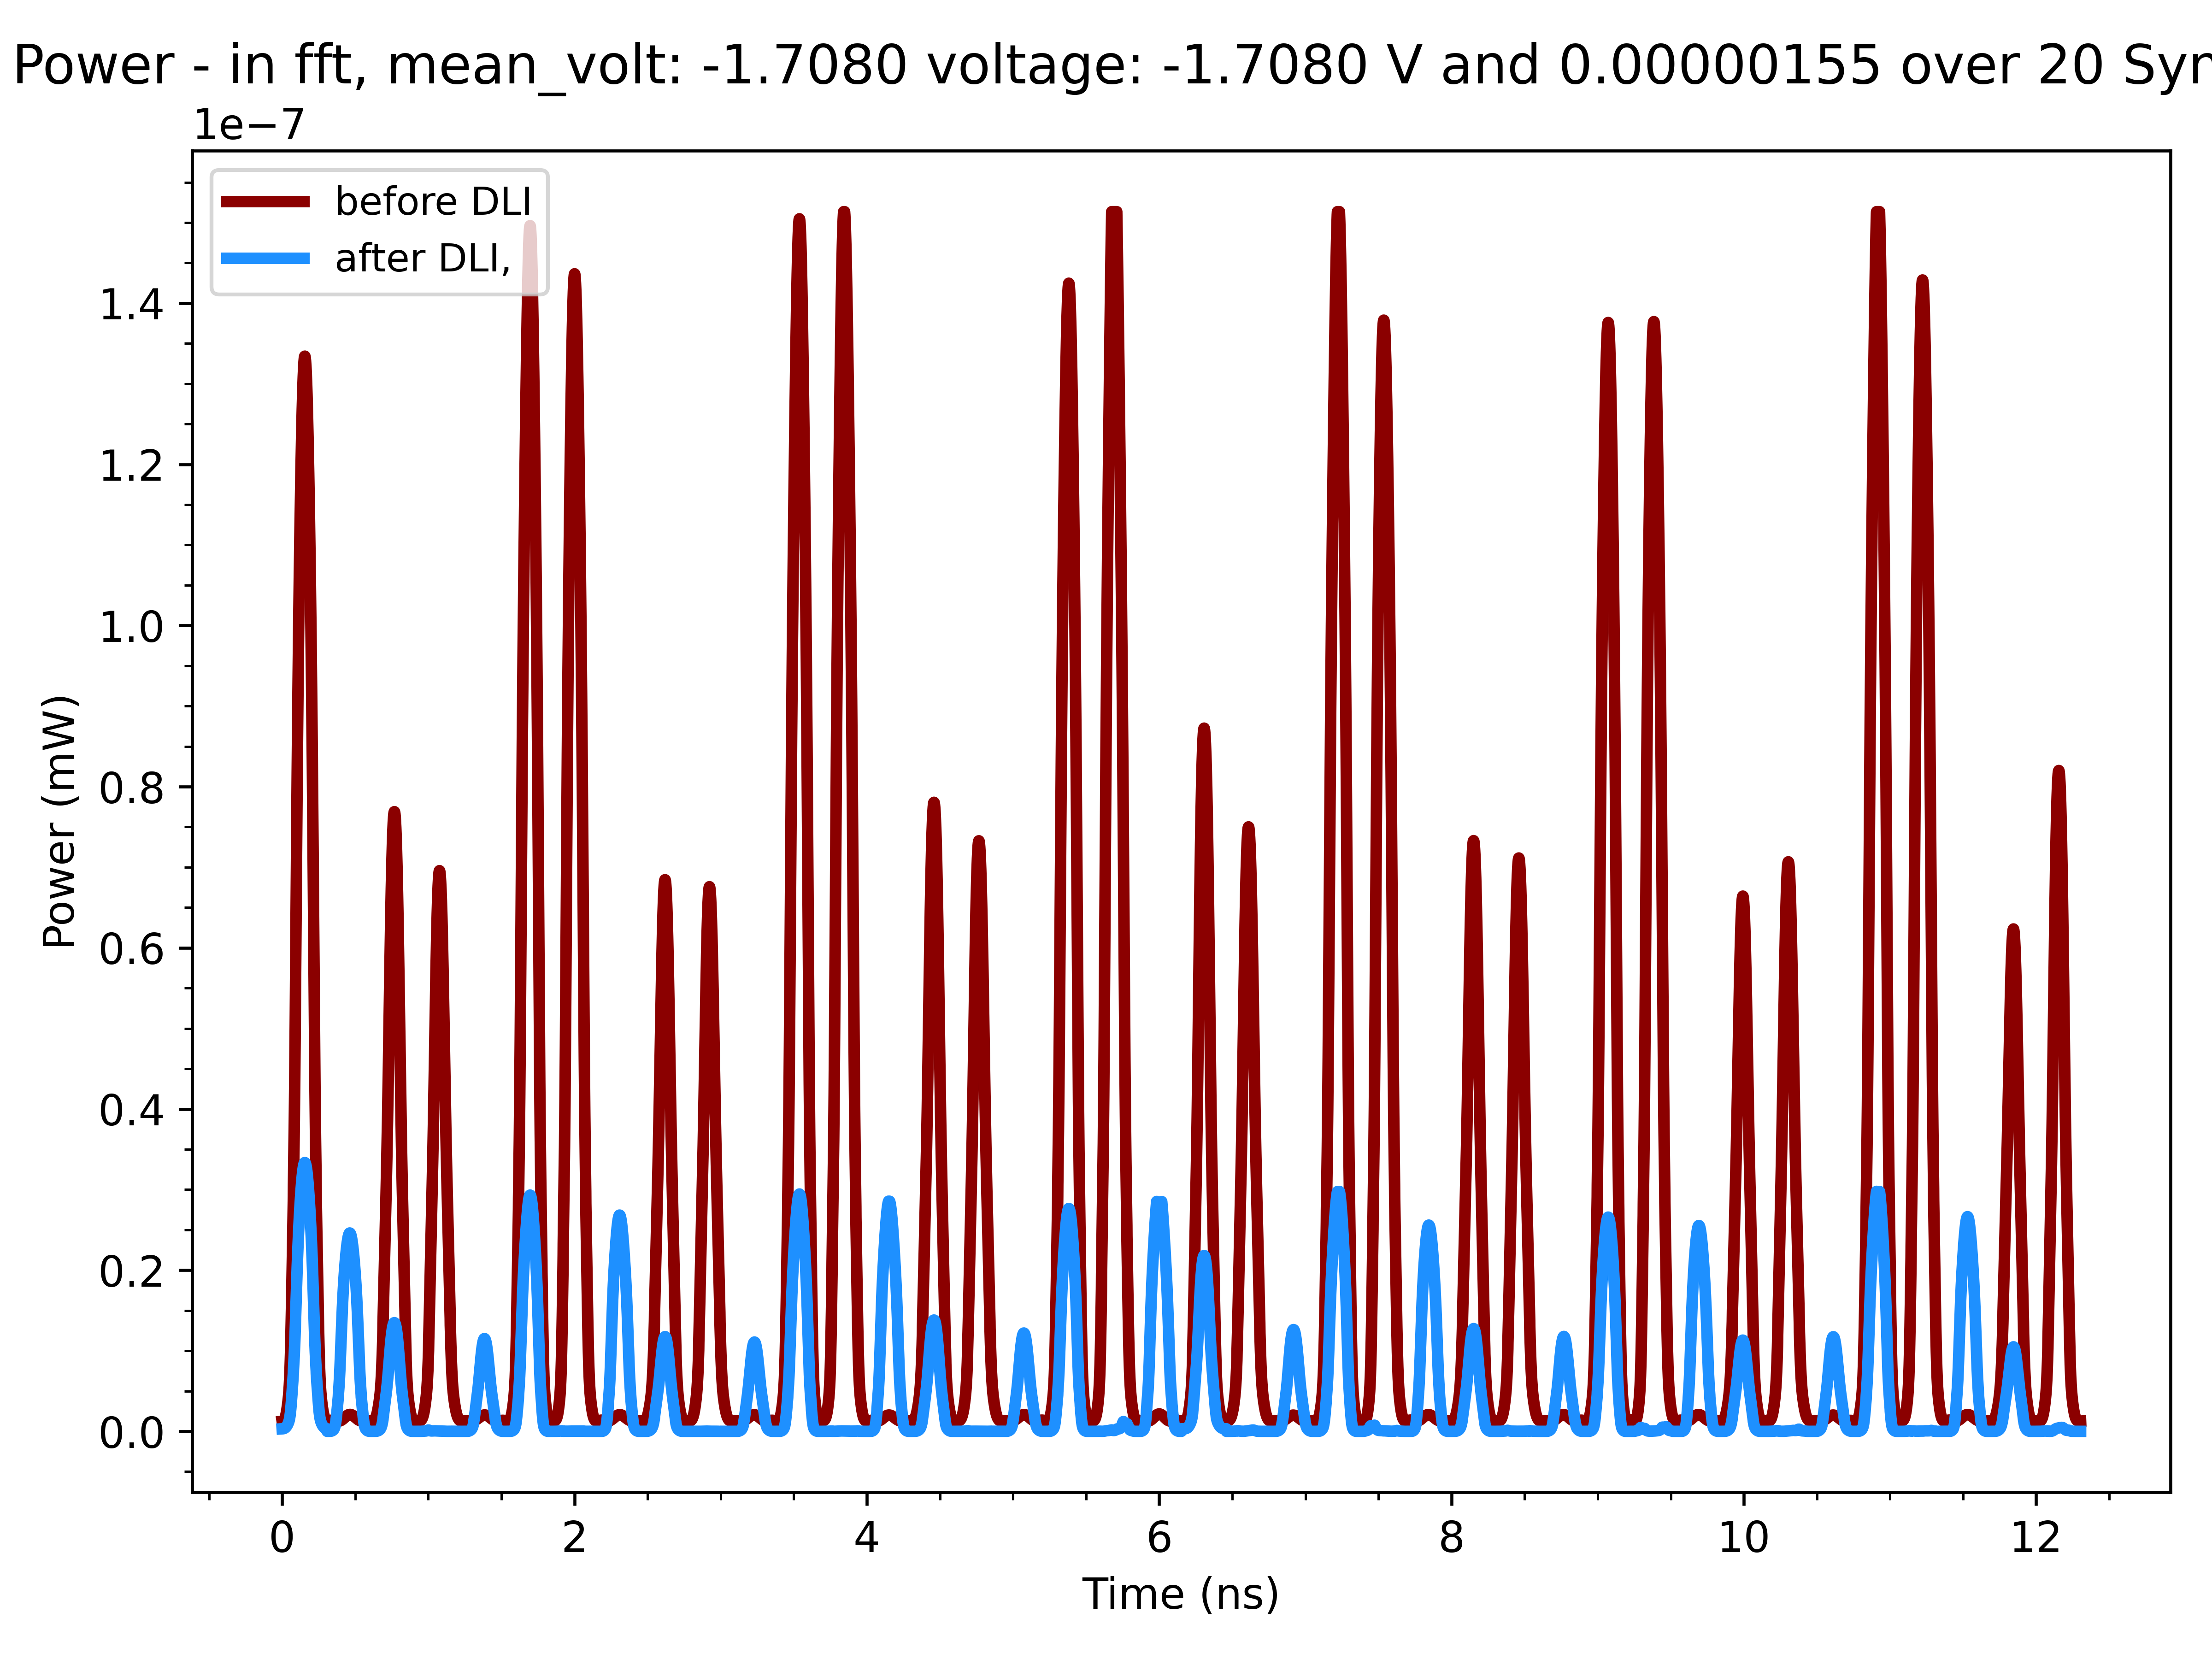 Power - in fft, mean_volt: -1.7080 voltage: -1.7080 V and 0.00000155 over 20
1e−7
before DLI
after DLI,
1.4
1.2
1.0
0.8
0.6
0.4
0.2
0.0
Power (mW)
0 2 4 6 8 10 12
Time (ns)